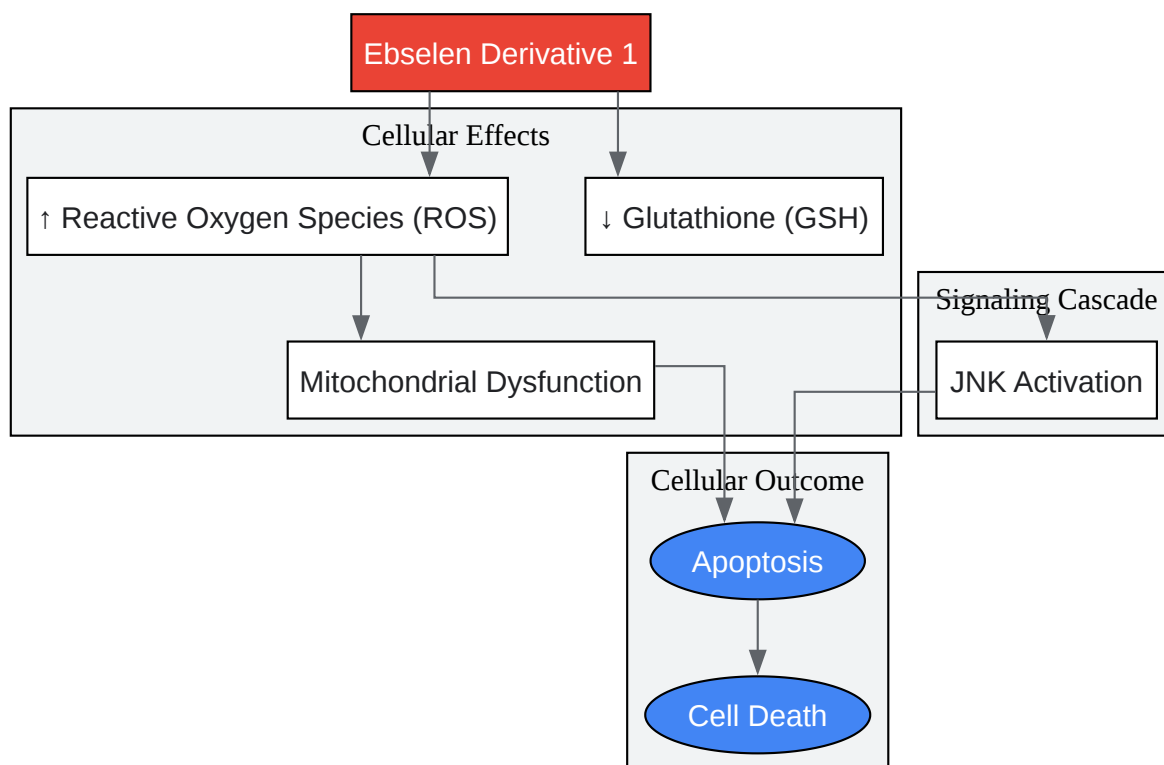 Ebselen Derivative 1
Cellular Effects
↑ Reactive Oxygen Species (ROS)
↓ Glutathione (GSH)
Signaling Cascade
Mitochondrial Dysfunction
JNK Activation
Cellular Outcome
Apoptosis
Cell Death